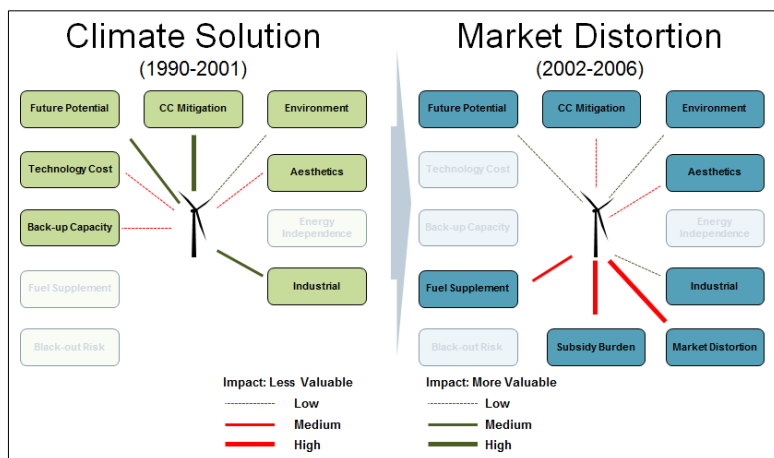 Climate Solution
(1990-2001)
Future Potential
CC Mitigation
Environment
Technology Cost
Aesthetics
Back-up Capacity
Energy
Independence
Fuel Supplement
Industrial
Black-out Risk
Market Distortion
(2002-2006)
Future Potential
CC Mitigation
Environment
Technology Cost
Aesthetics
Back-up Capacity
Energy
Independence
Fuel Supplement
Industrial
Black-out Risk
Subsidy Burden
Market Distortion
Impact: Less Valuable
Low
Medium
High
Impact: More Valuable
Low
Medium
High